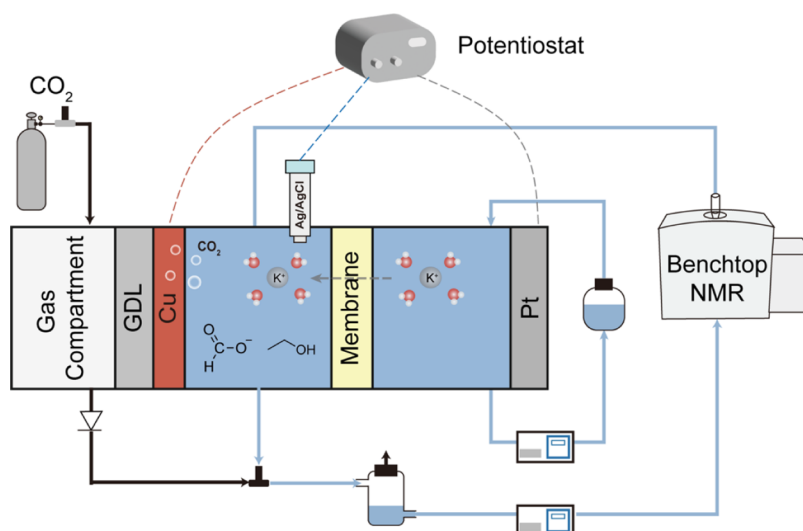 Potentiostat
CO₂
Ag/AgCl
Gas
Compartment
GDL
Cu
CO₂
K⁺
Membrane
K⁺
Pt
Benchtop
NMR
O
C
O⁻
H
OH